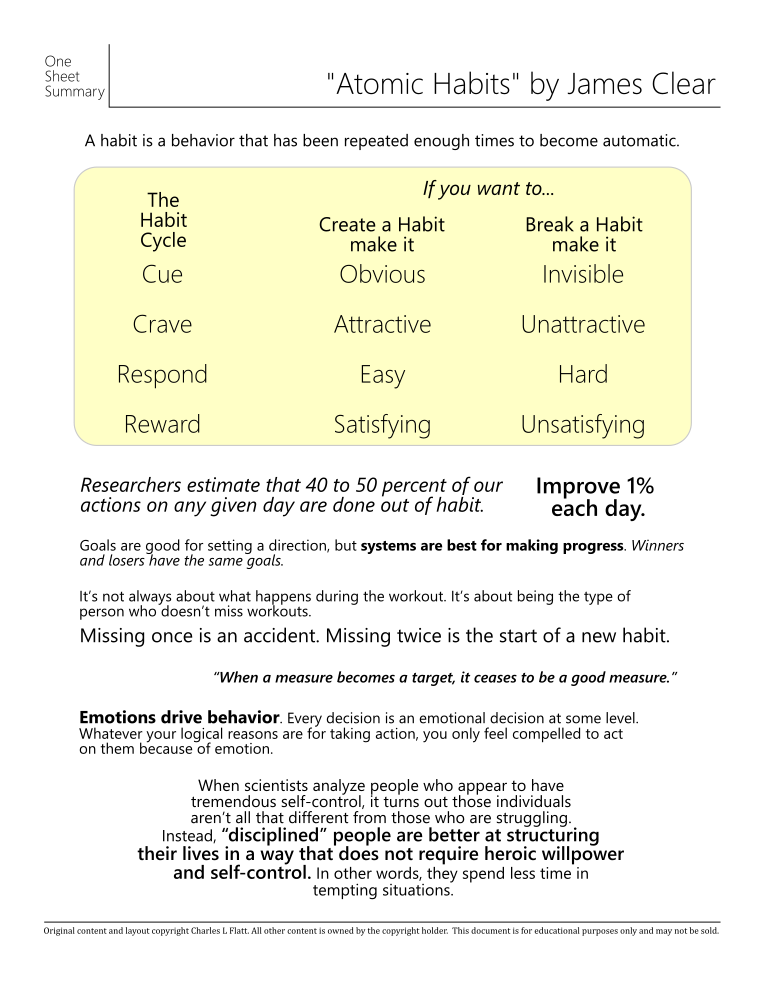 One
Sheet
Summary
"Atomic Habits" by James Clear
A habit is a behavior that has been repeated enough times to become automatic.
The
Habit
Cycle
If you want to...
Create a Habit
make it
Break a Habit
make it
Cue Obvious Invisible
Crave Attractive Unattractive
Respond Easy Hard
Reward Satisfying Unsatisfying
Researchers estimate that 40 to 50 percent of our
actions on any given day are done out of habit.
Improve 1%
each day.
Goals are good for setting a direction, but systems are best for making progress. Winners
and losers have the same goals.
It’s not always about what happens during the workout. It’s about being the type of
person who doesn’t miss workouts.
Missing once is an accident. Missing twice is the start of a new habit.
“When a measure becomes a target, it ceases to be a good measure.”
Emotions drive behavior. Every decision is an emotional decision at some level.
Whatever your logical reasons are for taking action, you only feel compelled to act
on them because of emotion.
When scientists analyze people who appear to have
tremendous self-control, it turns out those individuals
aren’t all that different from those who are struggling.
Instead, “disciplined” people are better at structuring
their lives in a way that does not require heroic willpower
and self-control. In other words, they spend less time in
tempting situations.
Original content and layout copyright Charles L Flatt. All other content is owned by the copyright holder. This document is for educational purposes only and may not be sold.